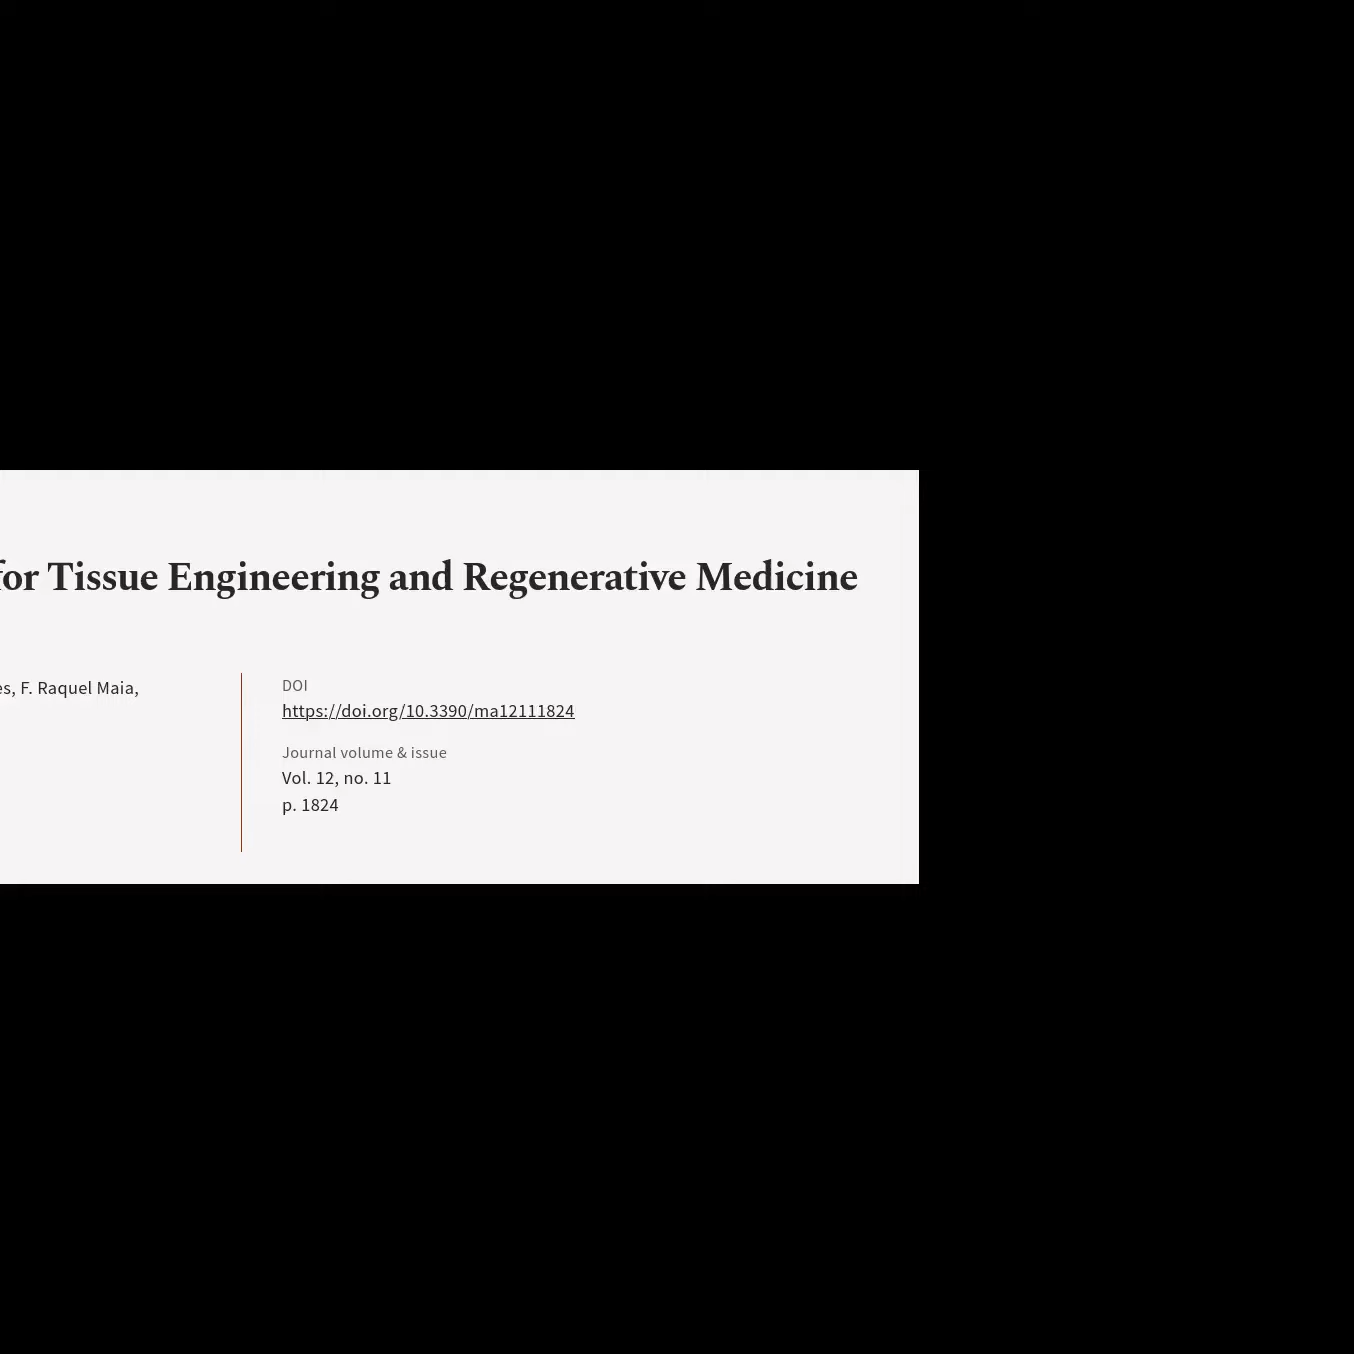 for Tissue Engineering and Regenerative Medicine
F. Raquel Maia,
DOI
https://doi.org/10.3390/ma12111824
Journal volume & issue
Vol. 12, no. 11
p. 1824